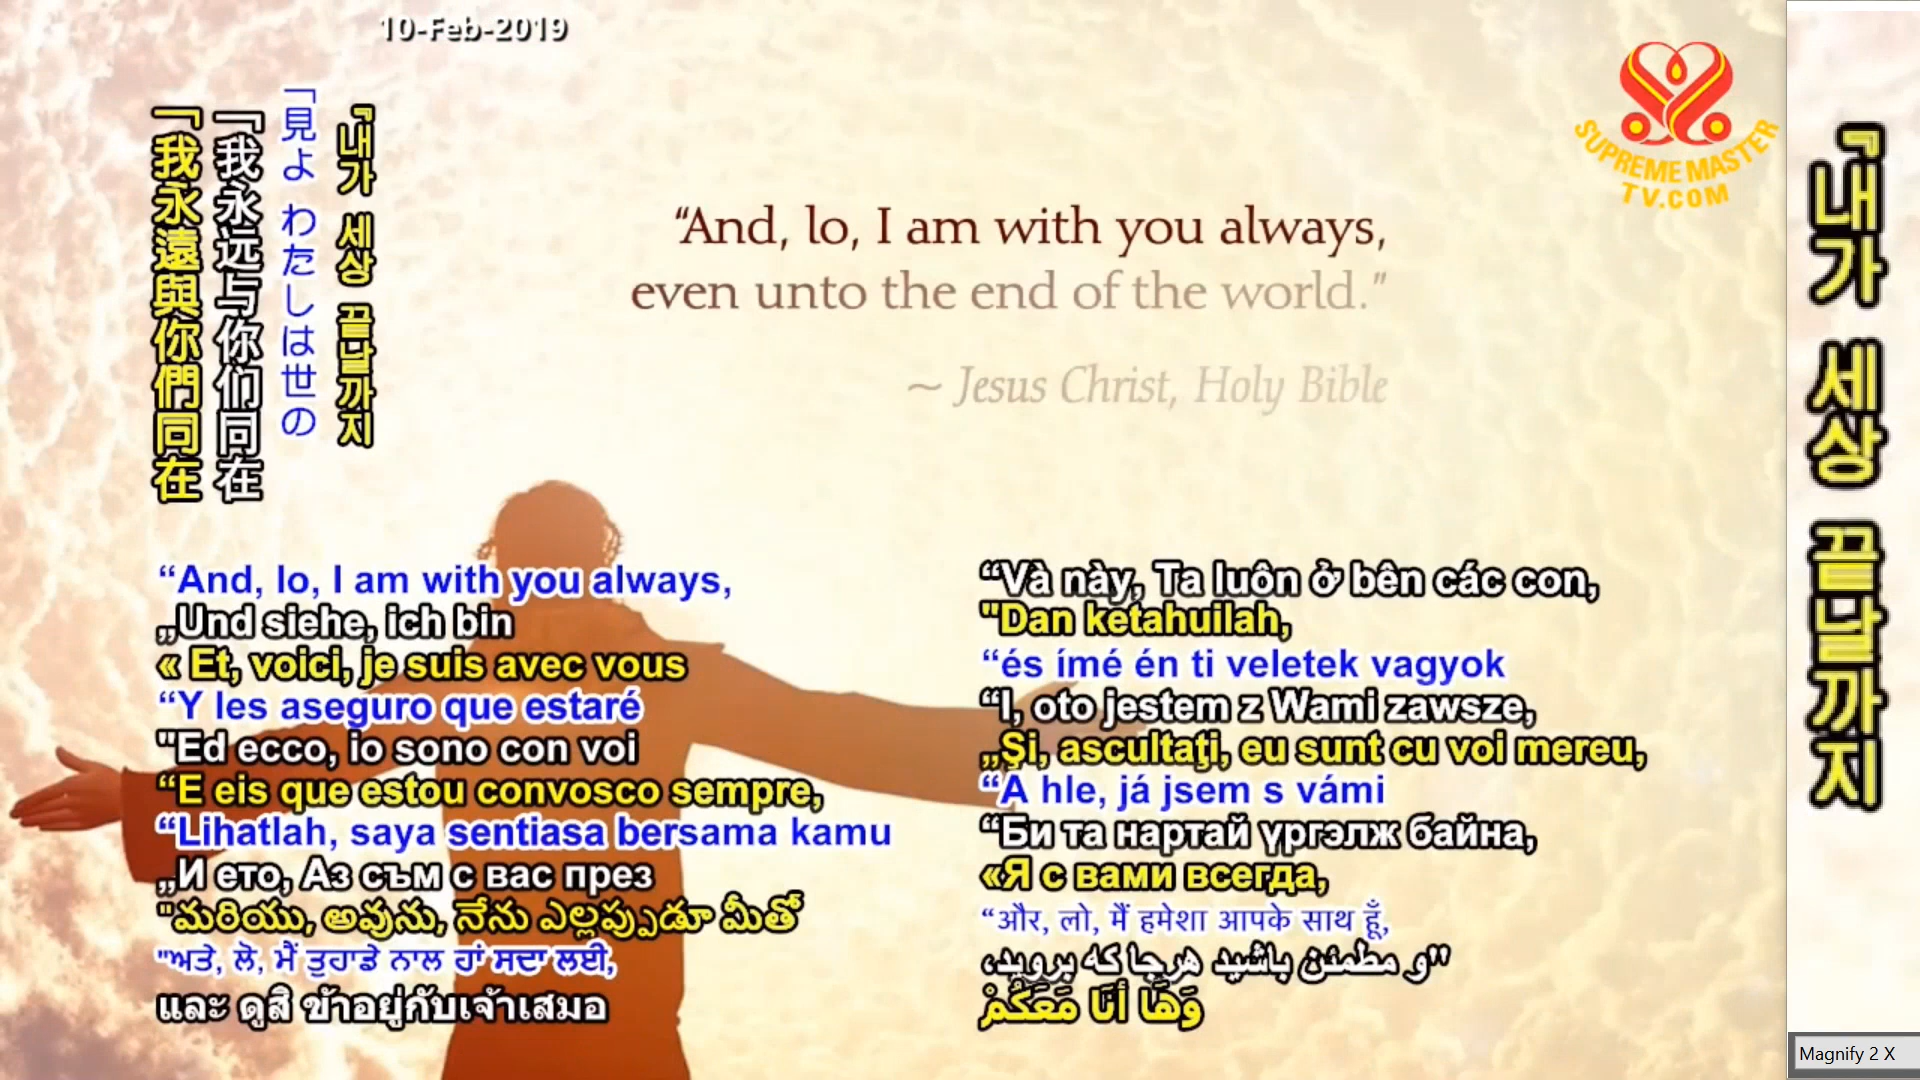 10-Feb-2019
SUPREME MASTER
TV.COM
『내가 세상 끝날까지
「見よ わたしは世の
「我永远与你们同在
「我永遠與你們同在
“And, lo, I am with you always,
even unto the end of the world.”
~ Jesus Christ, Holy Bible
“And, lo, I am with you always,
„Und siehe, ich bin
« Et, voici, je suis avec vous
“Y les aseguro que estaré
"Ed ecco, io sono con voi
“E eis que estou convosco sempre,
“Lihatlah, saya sentiasa bersama kamu
„И ето, Аз съм с вас през
"మరియు, అవును, నేను ఎల్లప్పుడూ మీతో
"ਅਤੇ, ਲੋ, ਮੈਂ ਤੁਹਾਡੇ ਨਾਲ ਹਾਂ ਸਦਾ ਲਈ,
และ ดูสิ ข้าอยู่กับเจ้าเสมอ
“Và này, Ta luôn ở bên các con,
"Dan ketahuilah,
“és ímé én ti veletek vagyok
“I, oto jestem z Wami zawsze,
„Şi, ascultaţi, eu sunt cu voi mereu,
“A hle, já jsem s vámi
“Би та нартай үргэлж байна,
«Я с вами всегда,
“और, लो, मैं हमेशा आपके साथ हूँ,
"و مطمئن باشید هرجا که بروید،
وَهَا أَنَا مَعَكُمْ
『내가 세상 끝날까지
Magnify 2 X